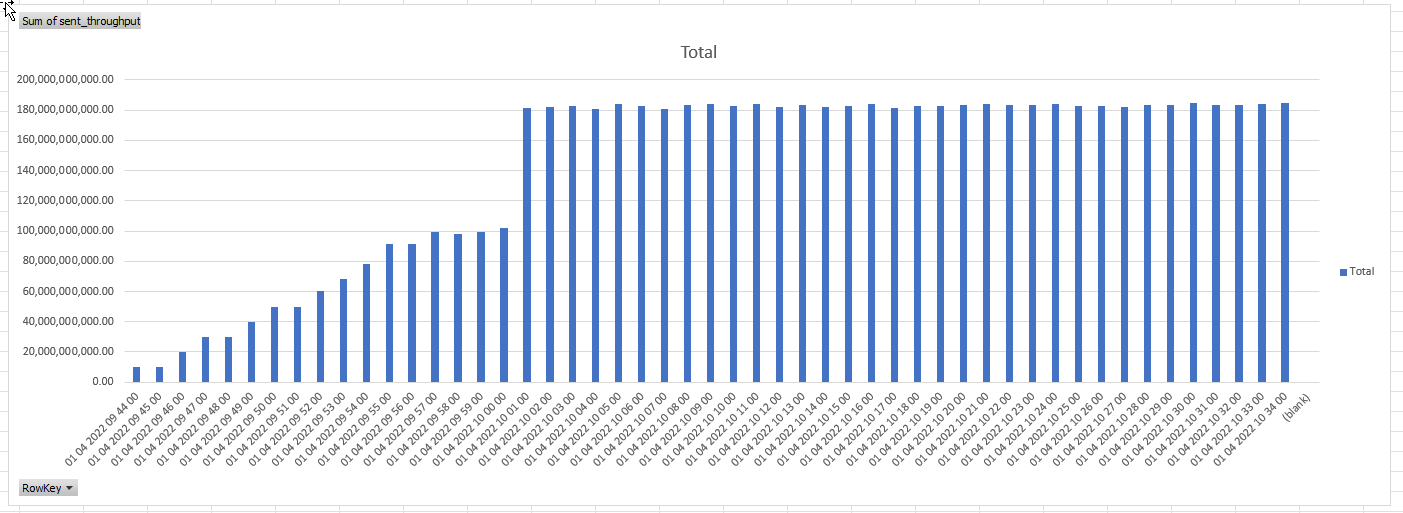 Sum of sent_throughput
Total
200,000,000,000.00
180,000,000,000.00
160,000,000,000.00
140,000,000,000.00
120,000,000,000.00
100,000,000,000.00
80,000,000,000.00
60,000,000,000.00
40,000,000,000.00
20,000,000,000.00
0.00
Total
01 04 2022 09 44 00
01 04 2022 09 45 00
01 04 2022 09 46 00
01 04 2022 09 47 00
01 04 2022 09 48 00
01 04 2022 09 49 00
01 04 2022 09 50 00
01 04 2022 09 51 00
01 04 2022 09 52 00
01 04 2022 09 53 00
01 04 2022 09 54 00
01 04 2022 09 55 00
01 04 2022 09 56 00
01 04 2022 09 57 00
01 04 2022 09 58 00
01 04 2022 09 59 00
01 04 2022 10 00 00
01 04 2022 10 01 00
01 04 2022 10 02 00
01 04 2022 10 03 00
01 04 2022 10 04 00
01 04 2022 10 05 00
01 04 2022 10 06 00
01 04 2022 10 07 00
01 04 2022 10 08 00
01 04 2022 10 09 00
01 04 2022 10 10 00
01 04 2022 10 11 00
01 04 2022 10 12 00
01 04 2022 10 13 00
01 04 2022 10 14 00
01 04 2022 10 15 00
01 04 2022 10 16 00
01 04 2022 10 17 00
01 04 2022 10 18 00
01 04 2022 10 19 00
01 04 2022 10 20 00
01 04 2022 10 21 00
01 04 2022 10 22 00
01 04 2022 10 23 00
01 04 2022 10 24 00
01 04 2022 10 25 00
01 04 2022 10 26 00
01 04 2022 10 27 00
01 04 2022 10 28 00
01 04 2022 10 29 00
01 04 2022 10 30 00
01 04 2022 10 31 00
01 04 2022 10 32 00
01 04 2022 10 33 00
01 04 2022 10 34 00
(blank)
RowKey